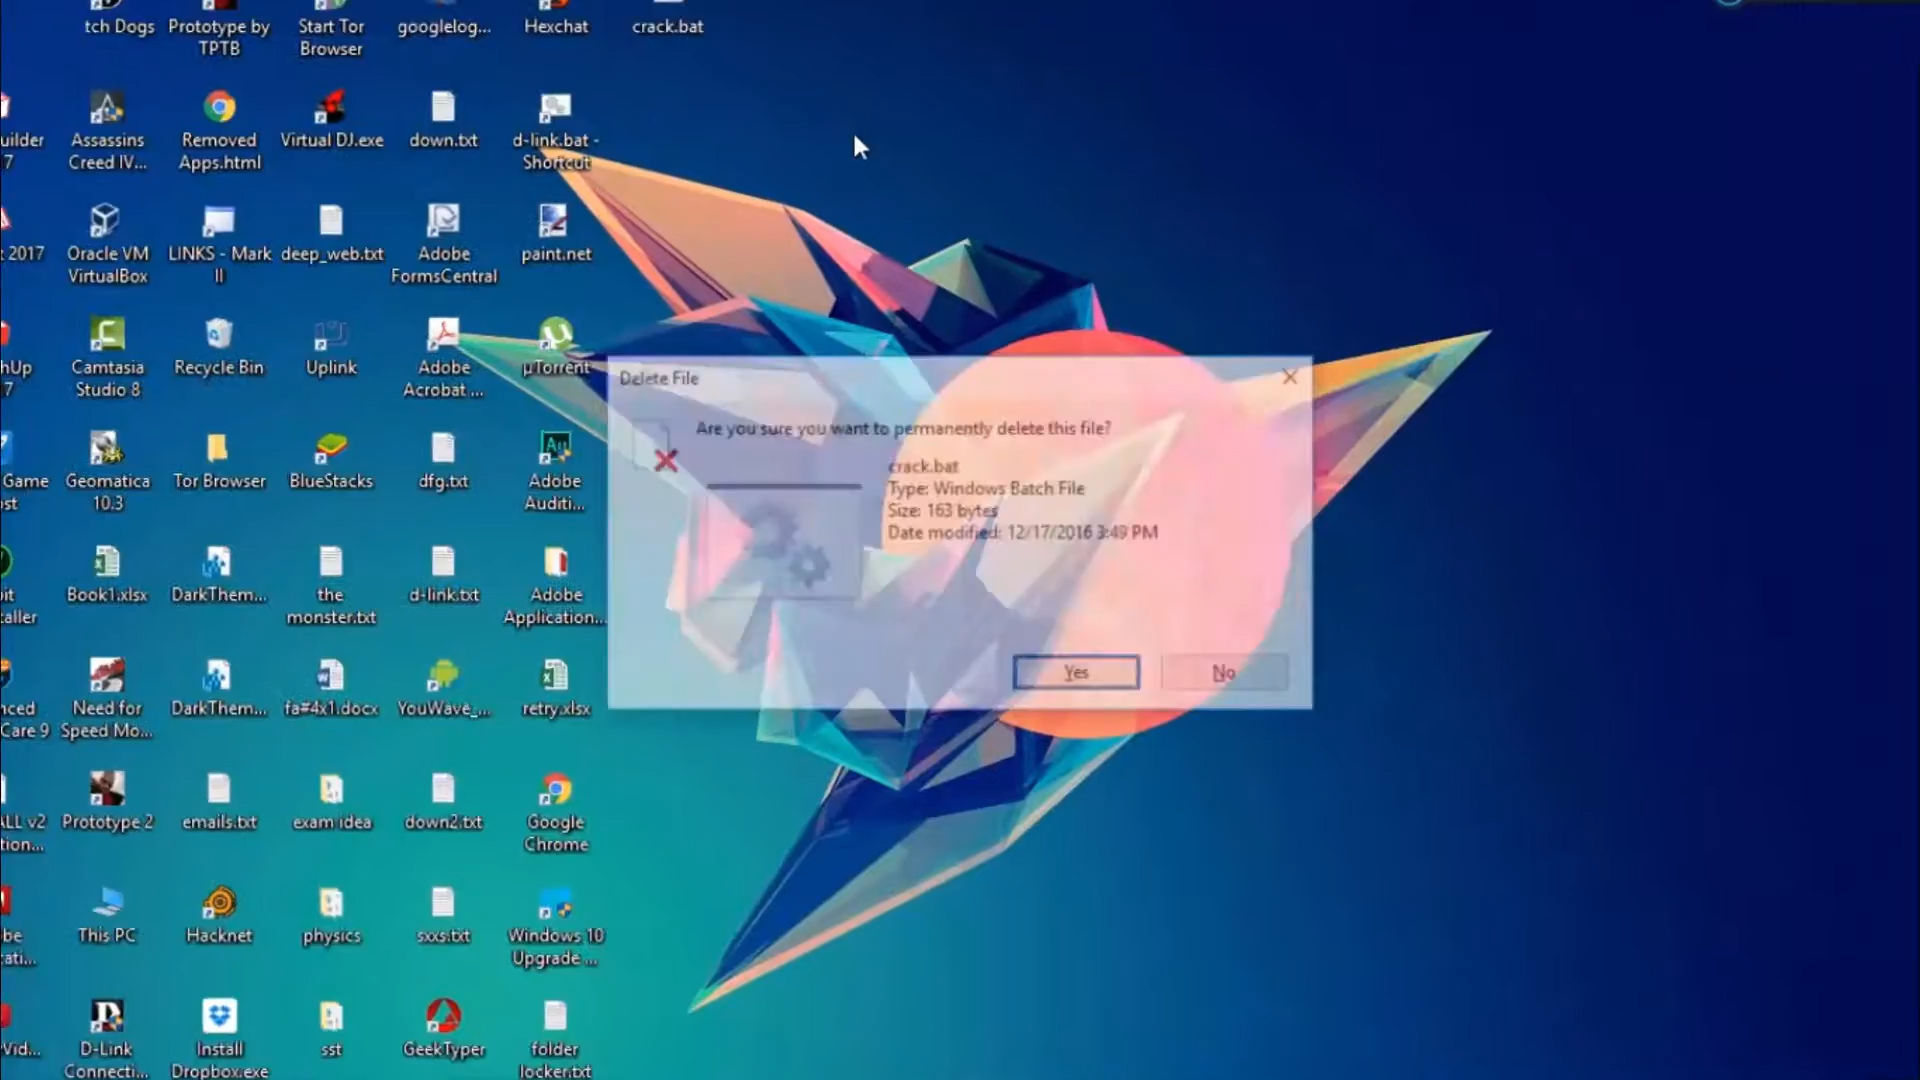 tch Dogs
Prototype by
TPTB
Start Tor
Browser
googlelog...
Hexchat
crack.bat
uilder
7
Assassins
Creed IV...
Removed
Apps.html
Virtual DJ.exe
down.txt
d-link.bat -
Shortcut
t 2017
Oracle VM
VirtualBox
LINKS - Mark
II
deep_web.txt
Adobe
FormsCentral
paint.net
hUp
7
Camtasia
Studio 8
Recycle Bin
Uplink
Adobe
Acrobat ...
µTorrent
Game
ost
Geomatica
10.3
Tor Browser
BlueStacks
dfg.txt
Adobe
Auditi...
bit
taller
Book1.xlsx
DarkThem...
the
monster.txt
d-link.txt
Adobe
Application...
nced
Care 9
Need for
Speed Mo...
DarkThem...
fa#4x1.docx
YouWave_...
retry.xlsx
ALL v2
tion...
Prototype 2
emails.txt
exam idea
down2.txt
Google
Chrome
be
cati...
This PC
Hacknet
physics
sxxs.txt
Windows 10
Upgrade ...
Vid...
D-Link
Connecti...
Install
Dropbox.exe
sst
GeekTyper
folder
locker.txt
Delete File
Are you sure you want to permanently delete this file?
crack.bat
Type: Windows Batch File
Size: 163 bytes
Date modified: 12/17/2016 3:49 PM
Yes
No